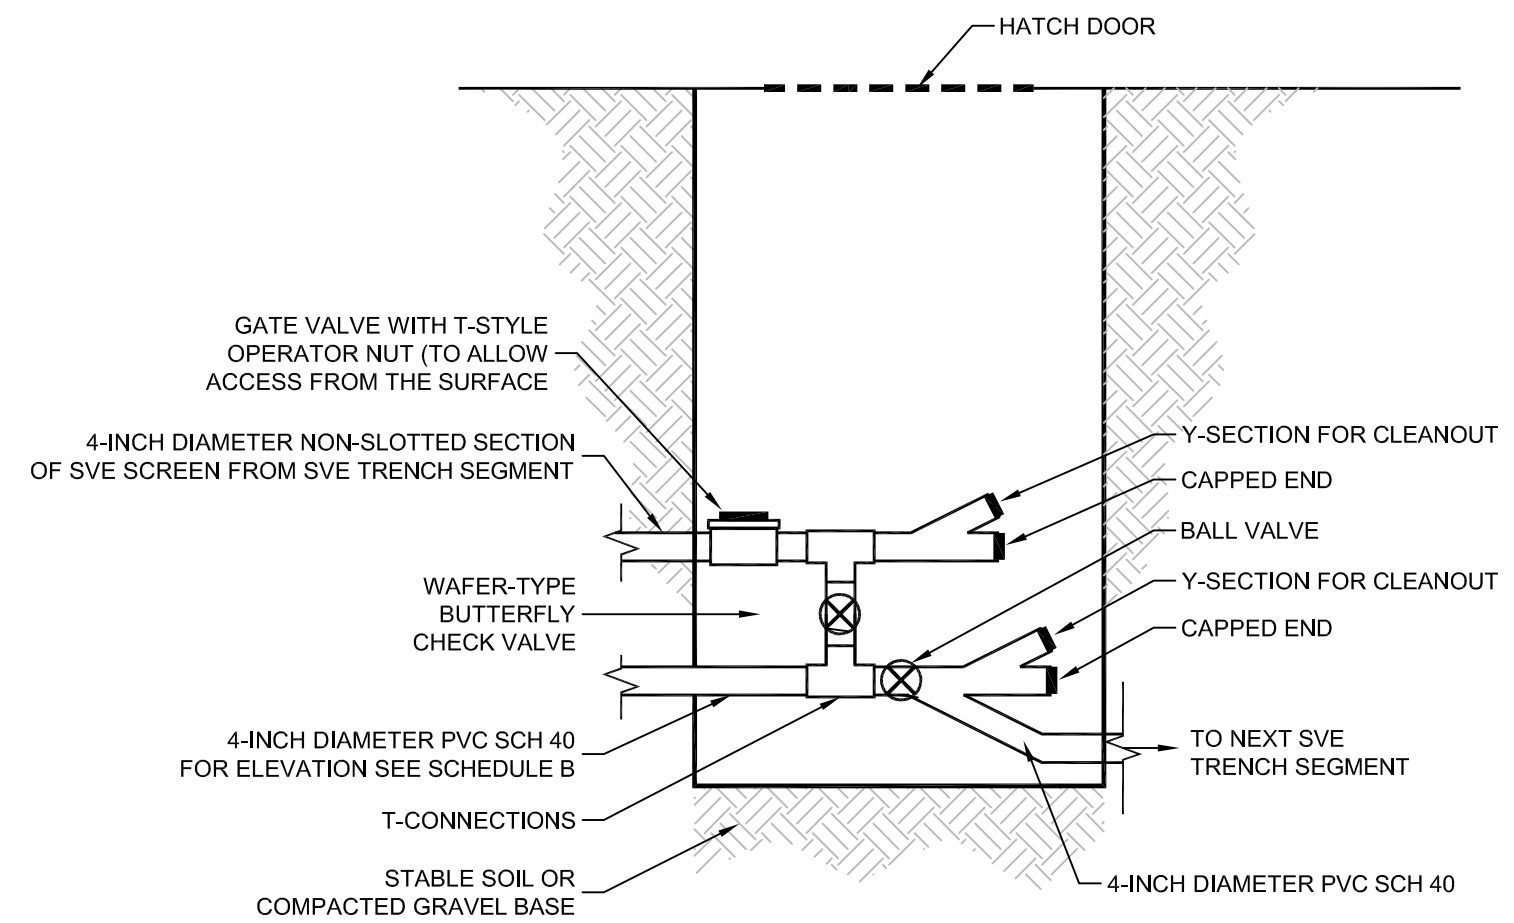 HATCH DOOR
GATE VALVE WITH T-STYLE
OPERATOR NUT (TO ALLOW
ACCESS FROM THE SURFACE
4-INCH DIAMETER NON-SLOTTED SECTION
OF SVE SCREEN FROM SVE TRENCH SEGMENT
WAFER-TYPE
BUTTERFLY
CHECK VALVE
4-INCH DIAMETER PVC SCH 40
FOR ELEVATION SEE SCHEDULE B
T-CONNECTIONS
STABLE SOIL OR
COMPACTED GRAVEL BASE
Y-SECTION FOR CLEANOUT
CAPPED END
BALL VALVE
Y-SECTION FOR CLEANOUT
CAPPED END
TO NEXT SVE
TRENCH SEGMENT
4-INCH DIAMETER PVC SCH 40